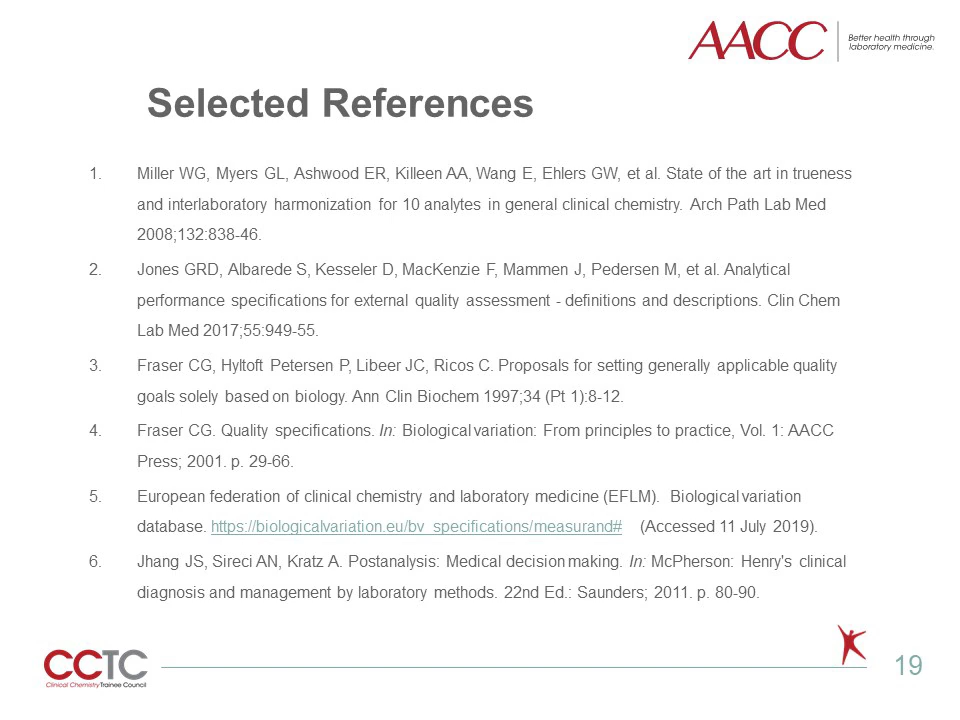 AACC
Better health through
laboratory medicine.
Selected References
1. Miller WG, Myers GL, Ashwood ER, Killeen AA, Wang E, Ehlers GW, et al. State of the art in trueness
and interlaboratory harmonization for 10 analytes in general clinical chemistry. Arch Path Lab Med
2008;132:838-46.
2. Jones GRD, Albarede S, Kesseler D, MacKenzie F, Mammen J, Pedersen M, et al. Analytical
performance specifications for external quality assessment - definitions and descriptions. Clin Chem
Lab Med 2017;55:949-55.
3. Fraser CG, Hyltoft Petersen P, Libeer JC, Ricos C. Proposals for setting generally applicable quality
goals solely based on biology. Ann Clin Biochem 1997;34 (Pt 1):8-12.
4. Fraser CG. Quality specifications. In: Biological variation: From principles to practice, Vol. 1: AACC
Press; 2001. p. 29-66.
5. European federation of clinical chemistry and laboratory medicine (EFLM). Biological variation
database. https://biologicalvariation.eu/bv_specifications/measurand# (Accessed 11 July 2019).
6. Jhang JS, Sireci AN, Kratz A. Postanalysis: Medical decision making. In: McPherson: Henry's clinical
diagnosis and management by laboratory methods. 22nd Ed.: Saunders; 2011. p. 80-90.
CCTC
Clinical Chemistry Trainee Council
19